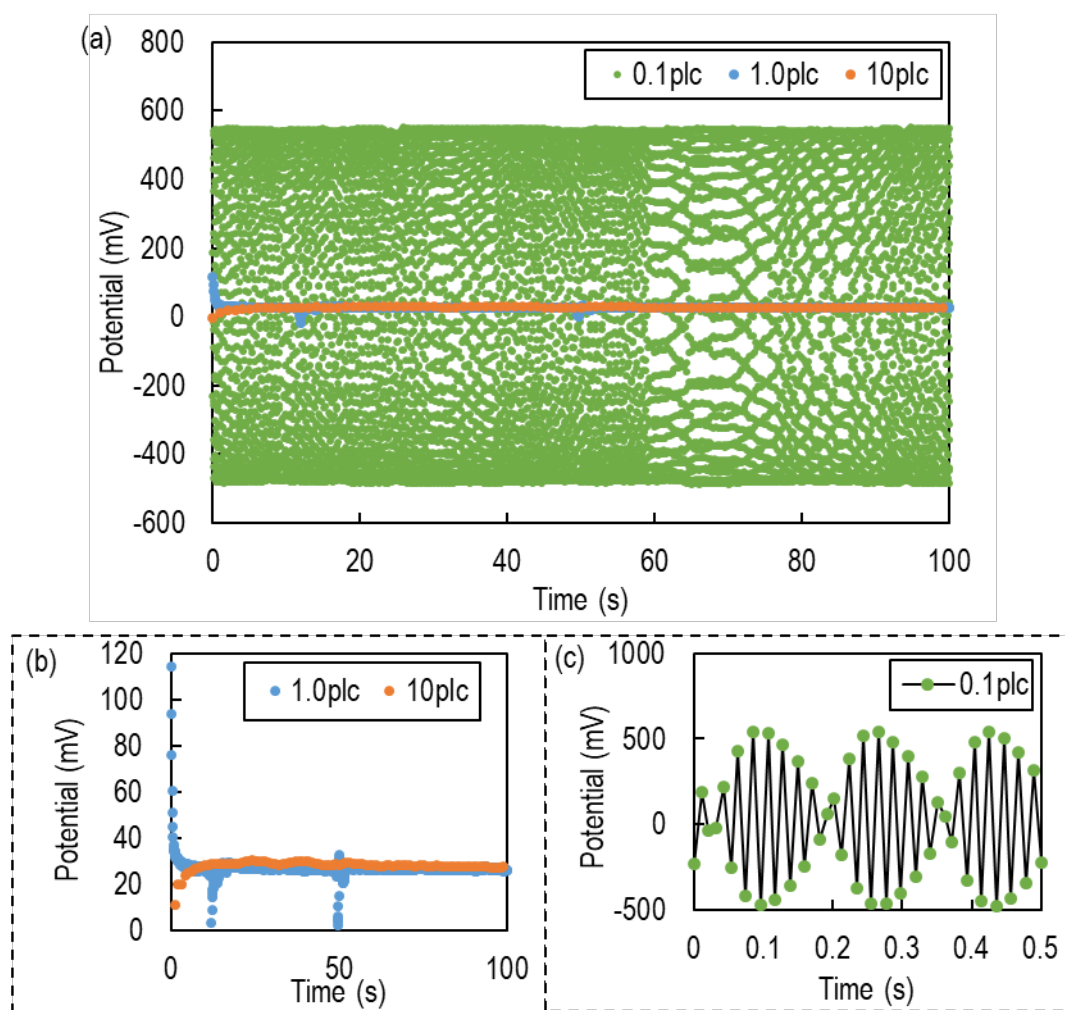 (a)
800
600
400
200
0
-200
-400
-600
Potential (mV)
0.1plc 1.0plc 10plc
0 20 40 60 80 100
Time (s)
(b)
120
100
80
60
40
20
0
Potential (mV)
1.0plc 10plc
0 50 100
Time (s)
(c)
1000
500
0
-500
Potential (mV)
0.1plc
0 0.1 0.2 0.3 0.4 0.5
Time (s)